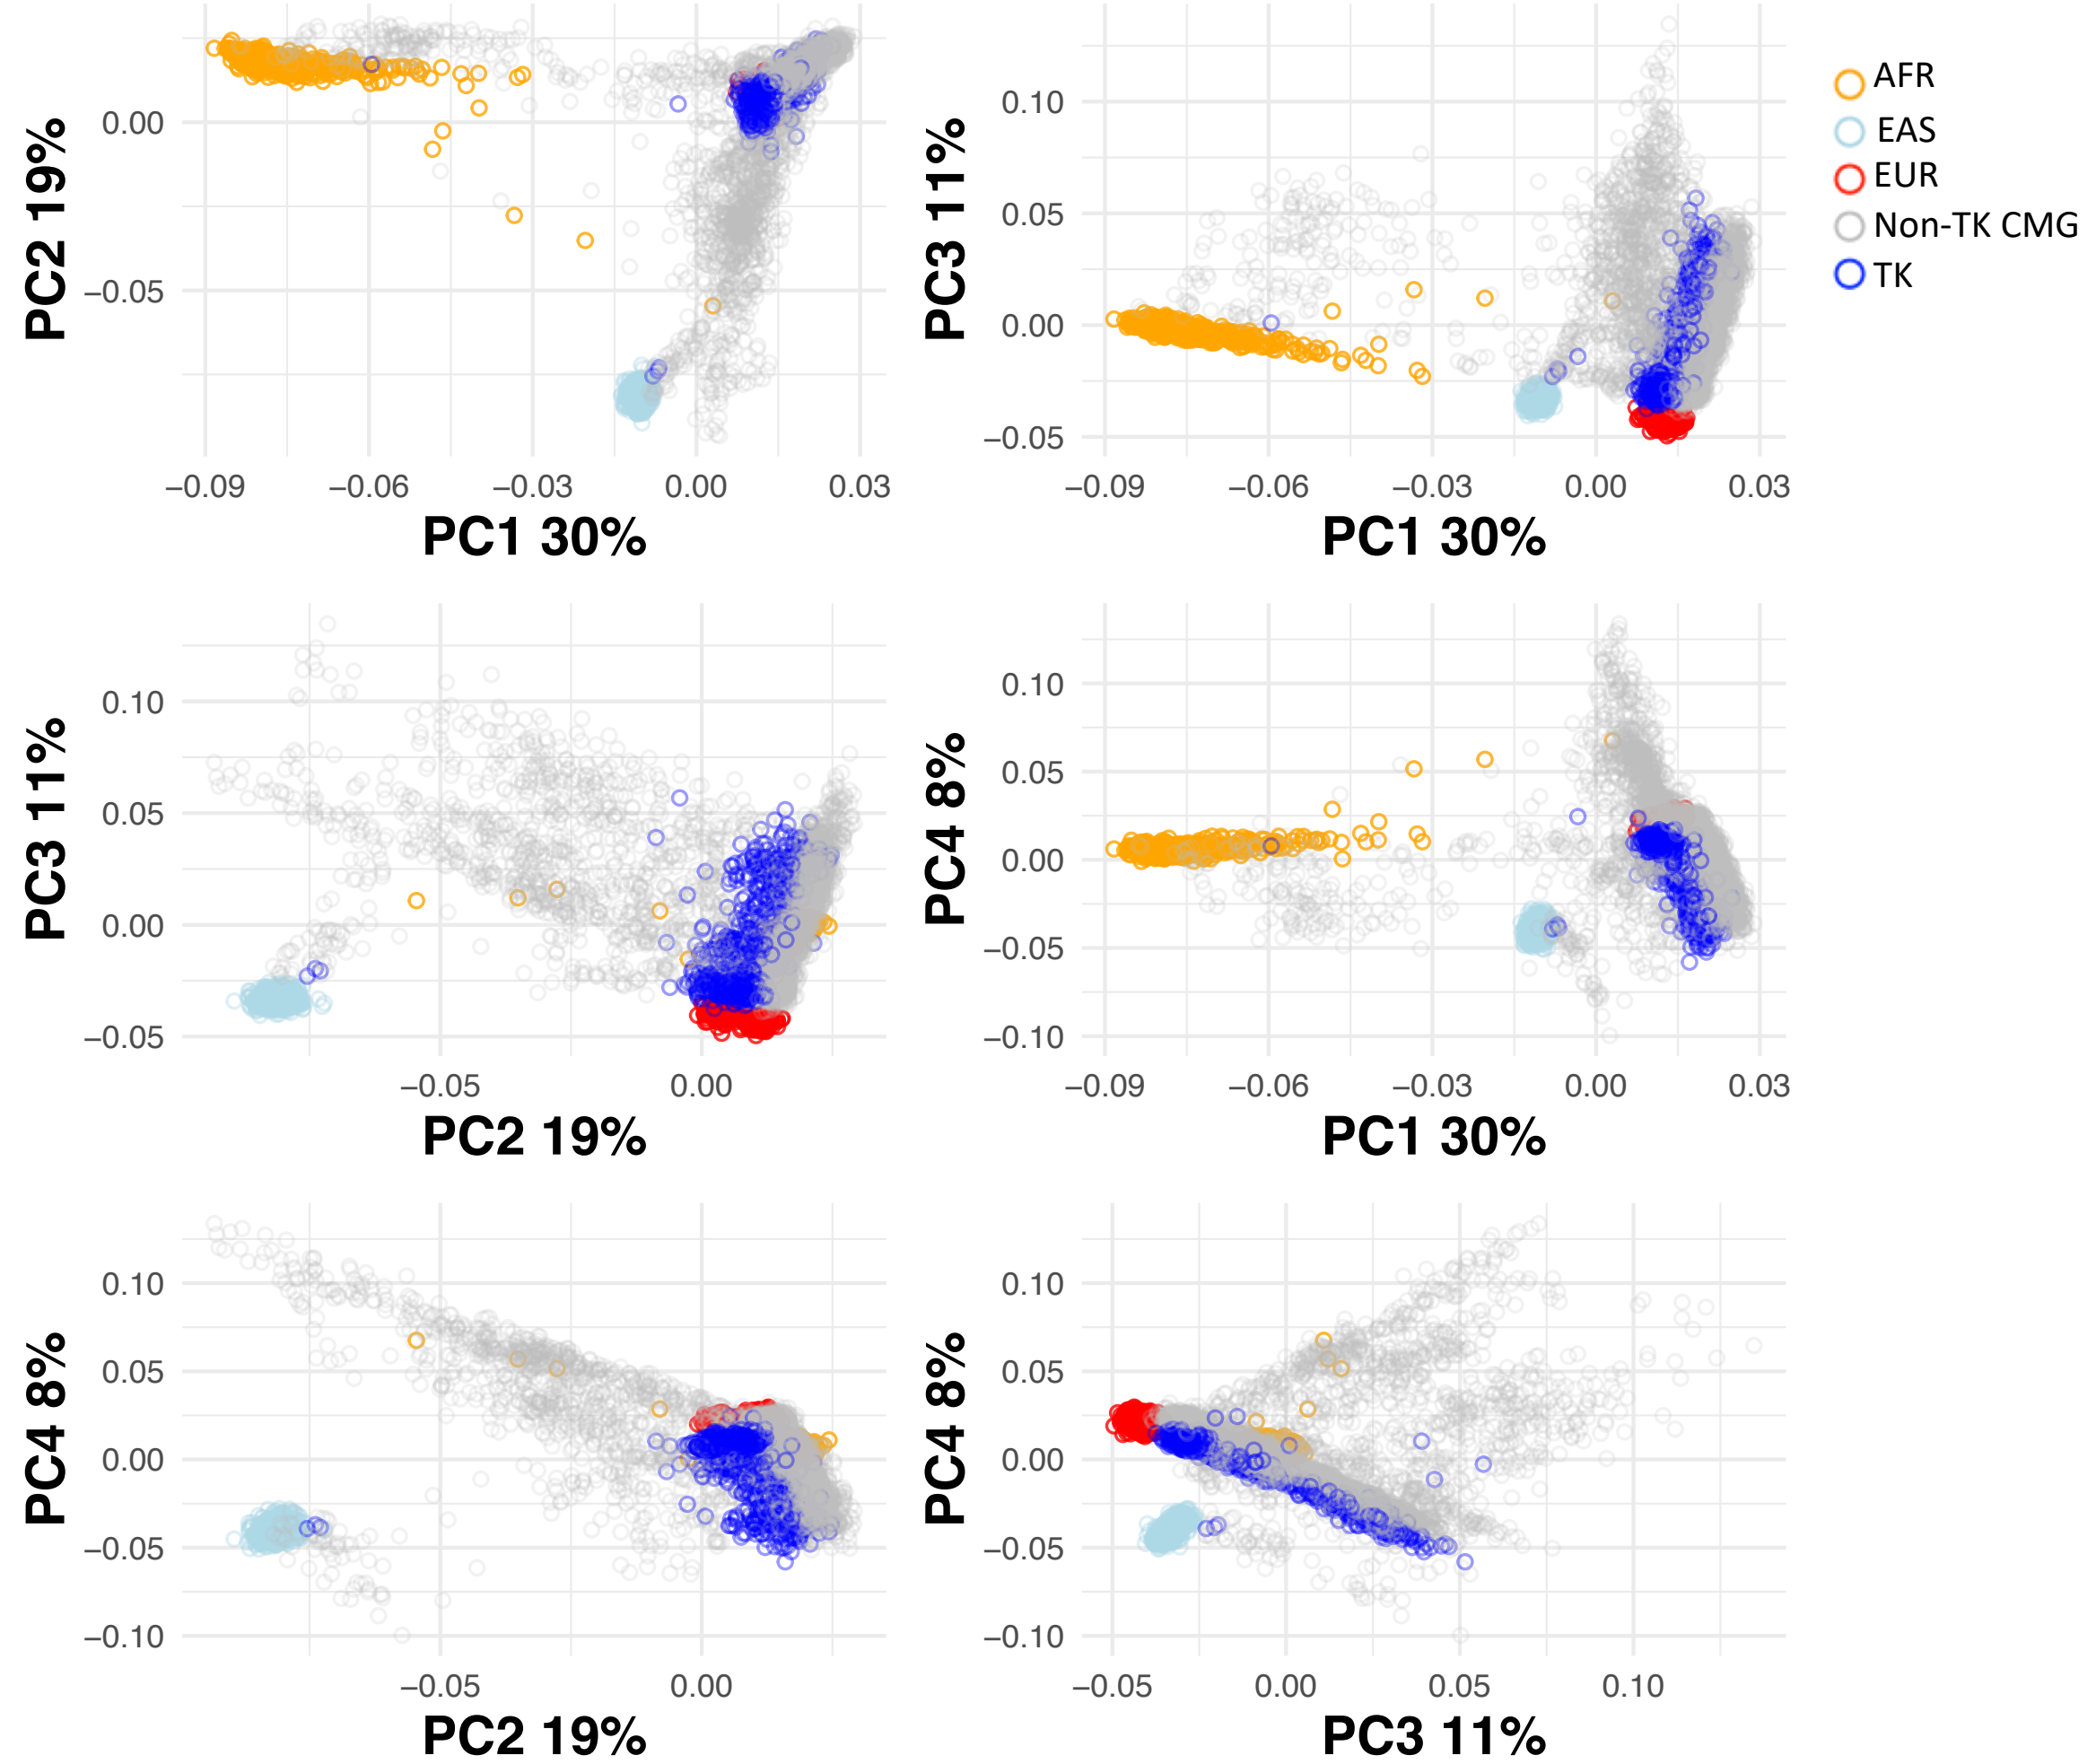 0.00
−0.05
PC2 19%
−0.09 −0.06 −0.03 0.00 0.03
PC1 30%
0.10
0.05
0.00
−0.05
PC3 11%
−0.09 −0.06 −0.03 0.00 0.03
PC1 30%
AFR
EAS
EUR
Non-TK CMG
TK
0.10
0.05
0.00
−0.05
PC3 11%
−0.05 0.00
PC2 19%
0.10
0.05
0.00
−0.05
−0.10
PC4 8%
−0.09 −0.06 −0.03 0.00 0.03
PC1 30%
0.10
0.05
0.00
−0.05
−0.10
PC4 8%
−0.05 0.00
PC2 19%
0.10
0.05
0.00
−0.05
−0.10
PC4 8%
−0.05 0.00 0.05 0.10
PC3 11%